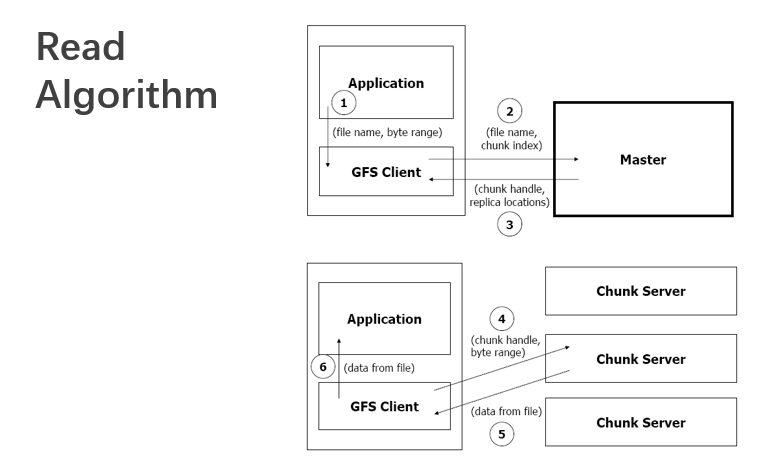 Read
Algorithm
Application
1
(file name, byte range)
GFS Client
2
(file name,
chunk index)
Master
(chunk handle,
replica locations)
3
Application
6
(data from file)
GFS Client
4
(chunk handle,
byte range)
(data from file)
5
Chunk Server
Chunk Server
Chunk Server